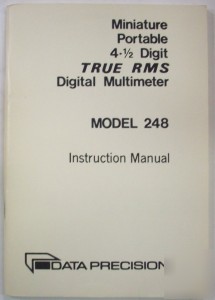 Miniature
Portable
4-½ Digit
TRUE RMS
Digital Multimeter
MODEL 248
Instruction Manual
DATA PRECISION